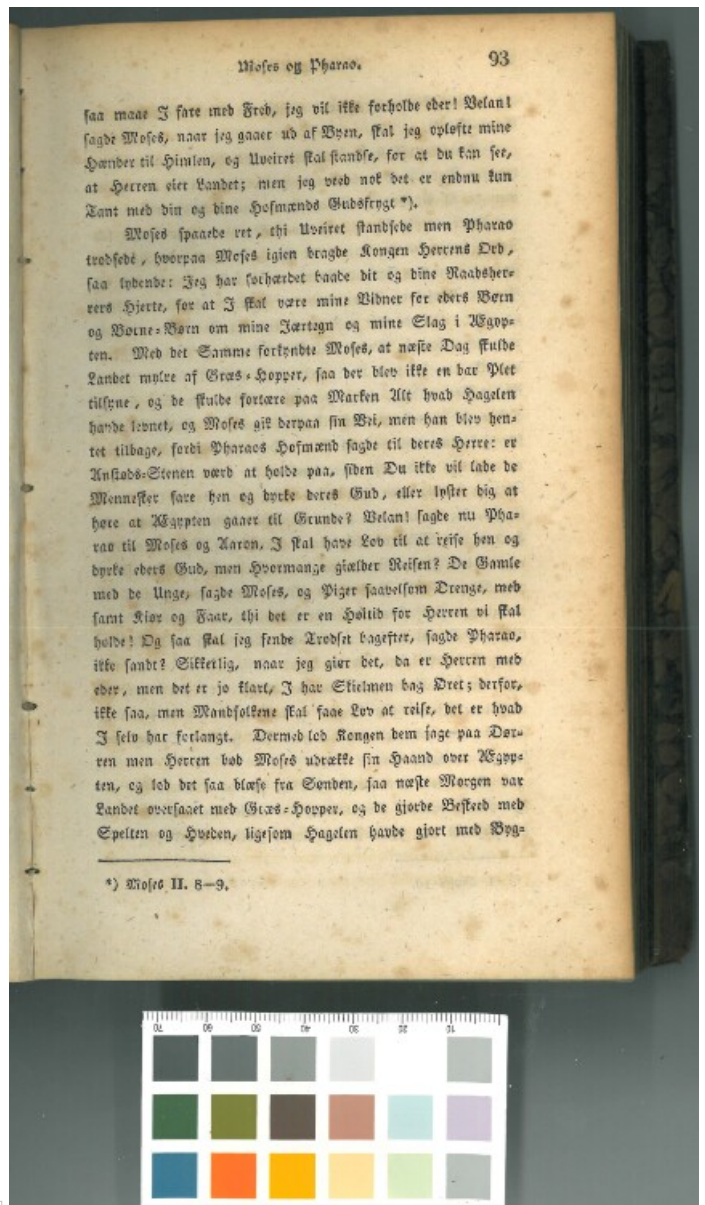 Moses og Pharao.
93
saa maae I fare med Fred, jeg vil ikke forholde eder! Velan!
sagde Moses, naar jeg gaaer ud af Byen, skal jeg opløfte mine
Hænder til Himlen, og Uveiret skal standse, for at du kan see,
at Herren eier Landet; men jeg veed nok det er endnu kun
Tant med din og dine Hofmænds Gudsfrygt *).
Moses spaaede ret, thi Uveiret standsede men Pharao
trodsede, hvorpaa Moses igien bragde Kongen Herrens Ord,
saa lydende: Jeg har forhærdet baade dit og dine Raadsher-
rers Hjerte, for at I skal være mine Vidner for eders Børn
og Børne-Børn om mine Jærtegn og mine Slag i Ægyp-
ten. Med det Samme forkyndte Moses, at næste Dag skulde
Landet mylre af Græs-Hopper, saa der blev ikke en bar Plet
tilsyne, og de skulde fortære paa Marken Alt hvad Hagelen
havde levnet, og Moses gik derpaa sin Vei, men han blev hen-
tet tilbage, fordi Pharaos Hofmænd sagde til deres Herre: er
Anstøds-Stenen værd at holde paa, siden Du ikke vil lade de
Mennesker fare hen og dyrke deres Gud, eller lyster dig at
høre at Ægypten gaaer til Grunde? Velan! sagde nu Pha-
rao til Moses og Aaron, I skal have Lov til at reise hen og
dyrke eders Gud, men Hvormange giælder Reisen? De Gamle
med de Unge, sagde Moses, og Piger saavelsom Drenge, med
samt Kiør og Faar, thi det er en Høitid for Herren vi skal
holde! Og saa skal jeg sende Trodset bagefter, sagde Pharao,
ikke sandt? Sikkerlig, naar jeg giør det, da er Herren med
eder, men det er jo klart, I har Skielmen bag Øret; derfor,
ikke saa, men Mandfolkene skal faae Lov at reise, det er hvad
I selv har forlangt. Dermed lod Kongen dem jage paa Dør-
ren men Herren bød Moses udrække sin Haand over Ægyp-
ten, og lod det saa blæse fra Sønden, saa næste Morgen var
Landet oversaaet med Græs-Hopper, og de gjorde Beskeed med
Spelten og Hveden, ligesom Hagelen havde gjort med Byg-
*) Moses II. 8—9.
70 60 50 40 30 20 10